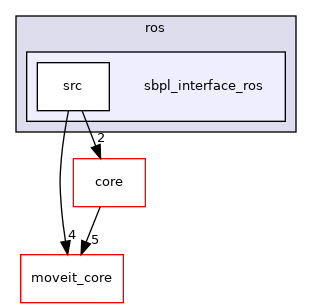 ros
src
sbpl_interface_ros
2
core
4
5
moveit_core